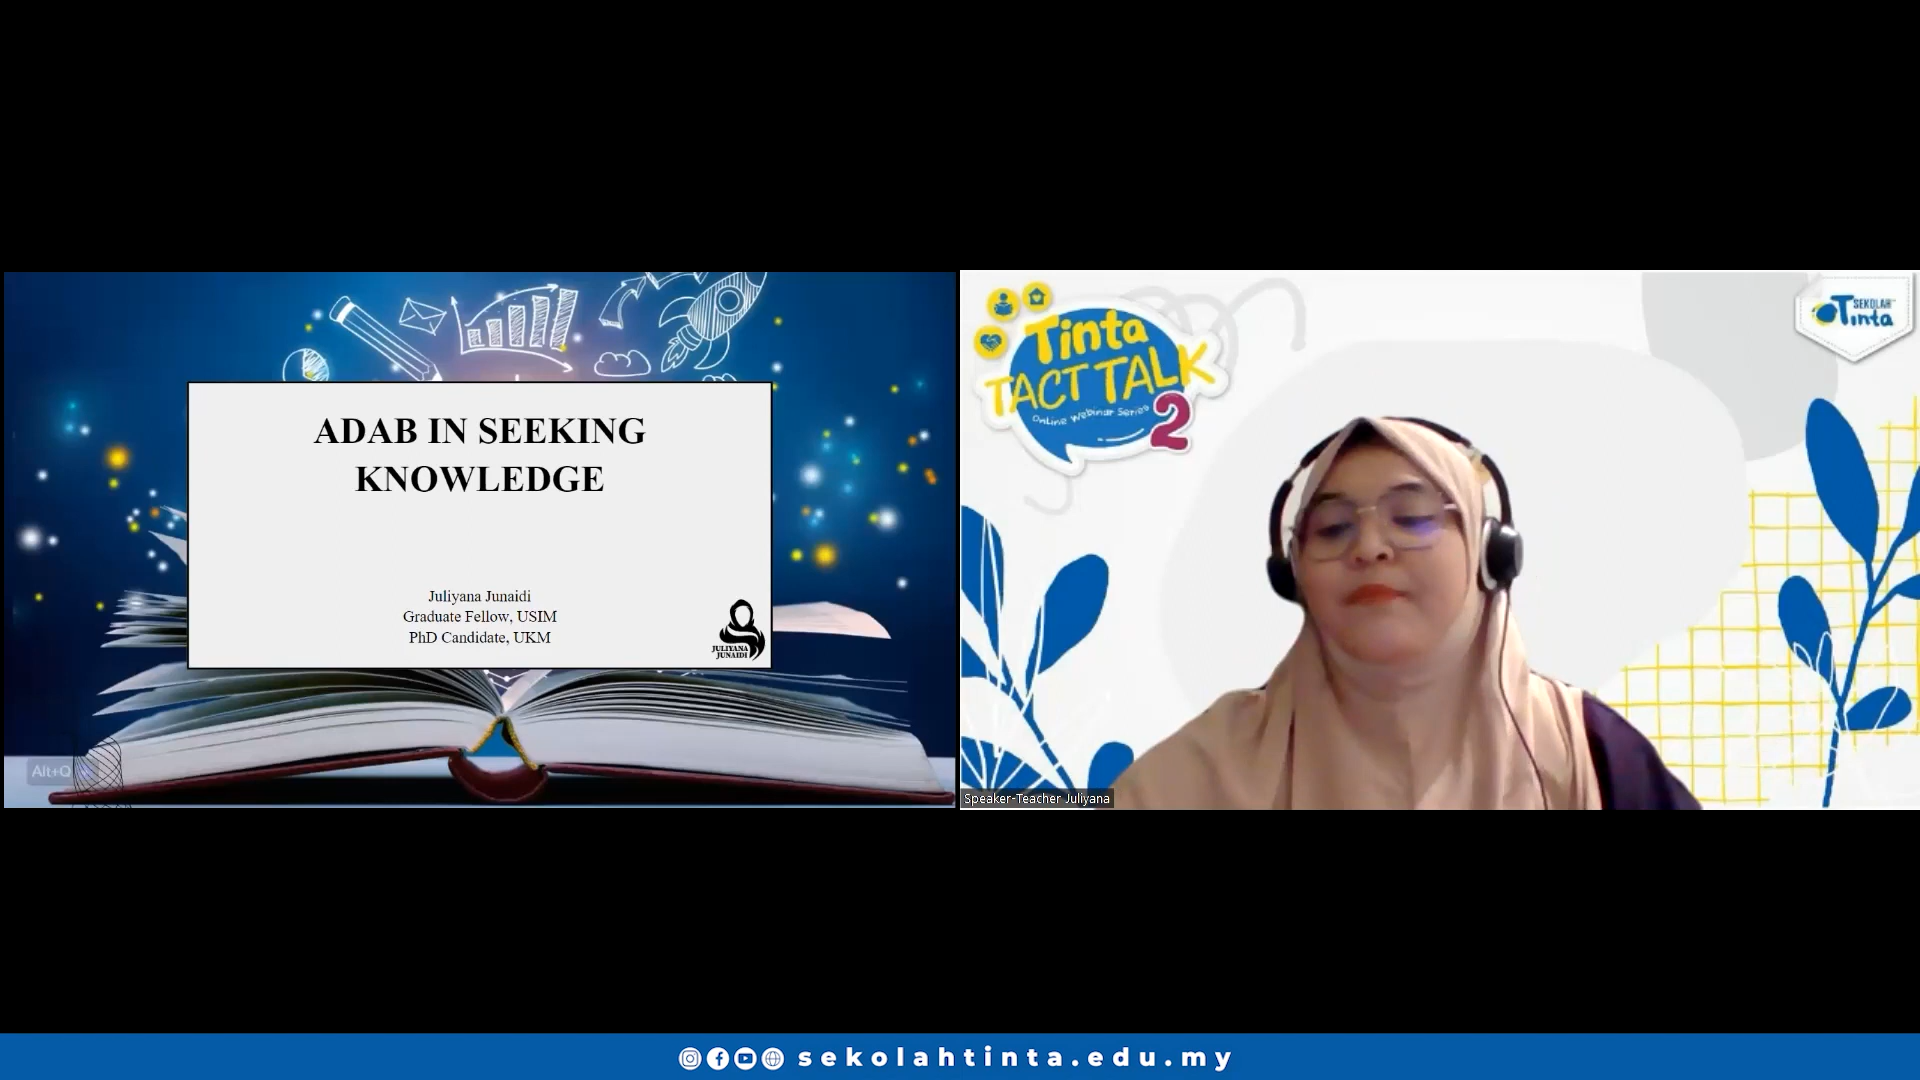 ADAB IN SEEKING
KNOWLEDGE
Juliyana Junaidi
Graduate Fellow, USIM
PhD Candidate, UKM
JULIYANA
JUNAIDI
Alt+Q
Tinta
TACT TALK
Online Webinar Series
2
SEKOLAH
Tinta
Speaker-Teacher Juliyana
sekolahtinta.edu.my